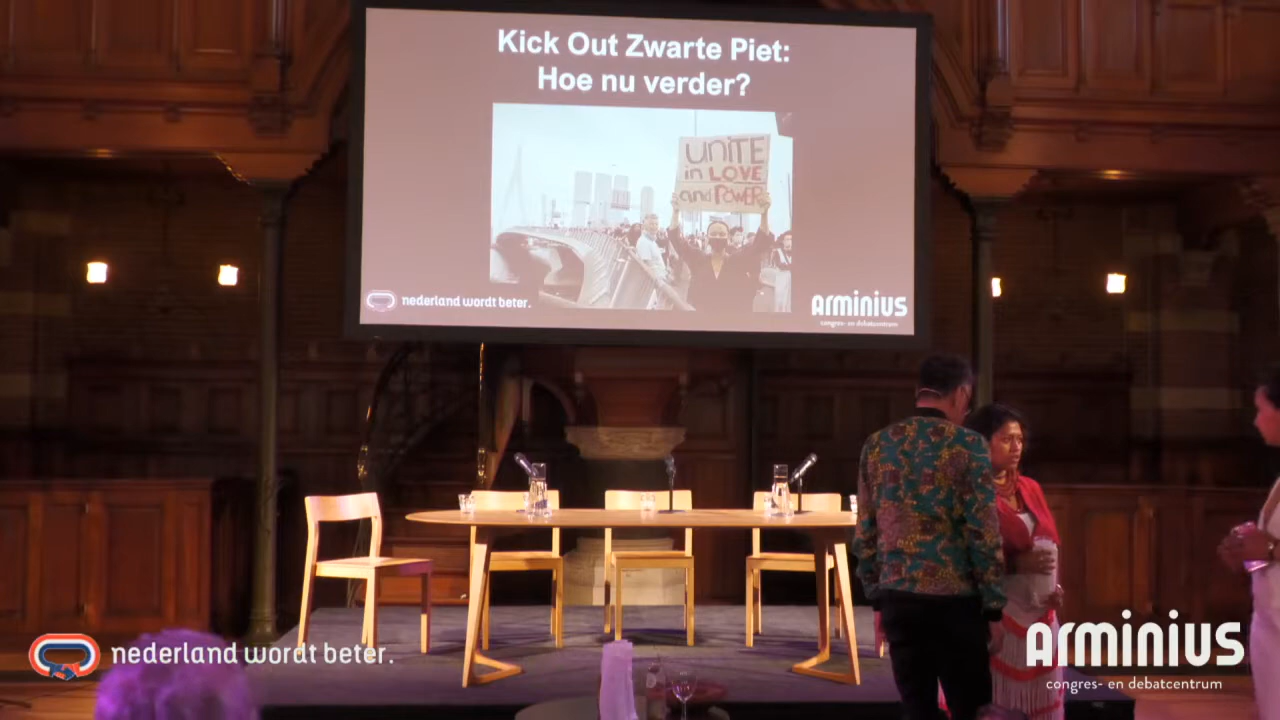 Kick Out Zwarte Piet:
Hoe nu verder?
UNITE
in LOVE
and POWER
nederland wordt beter.
Arminius
congres- en debatcentrum
nederland wordt beter.
Arminius
congres- en debatcentrum